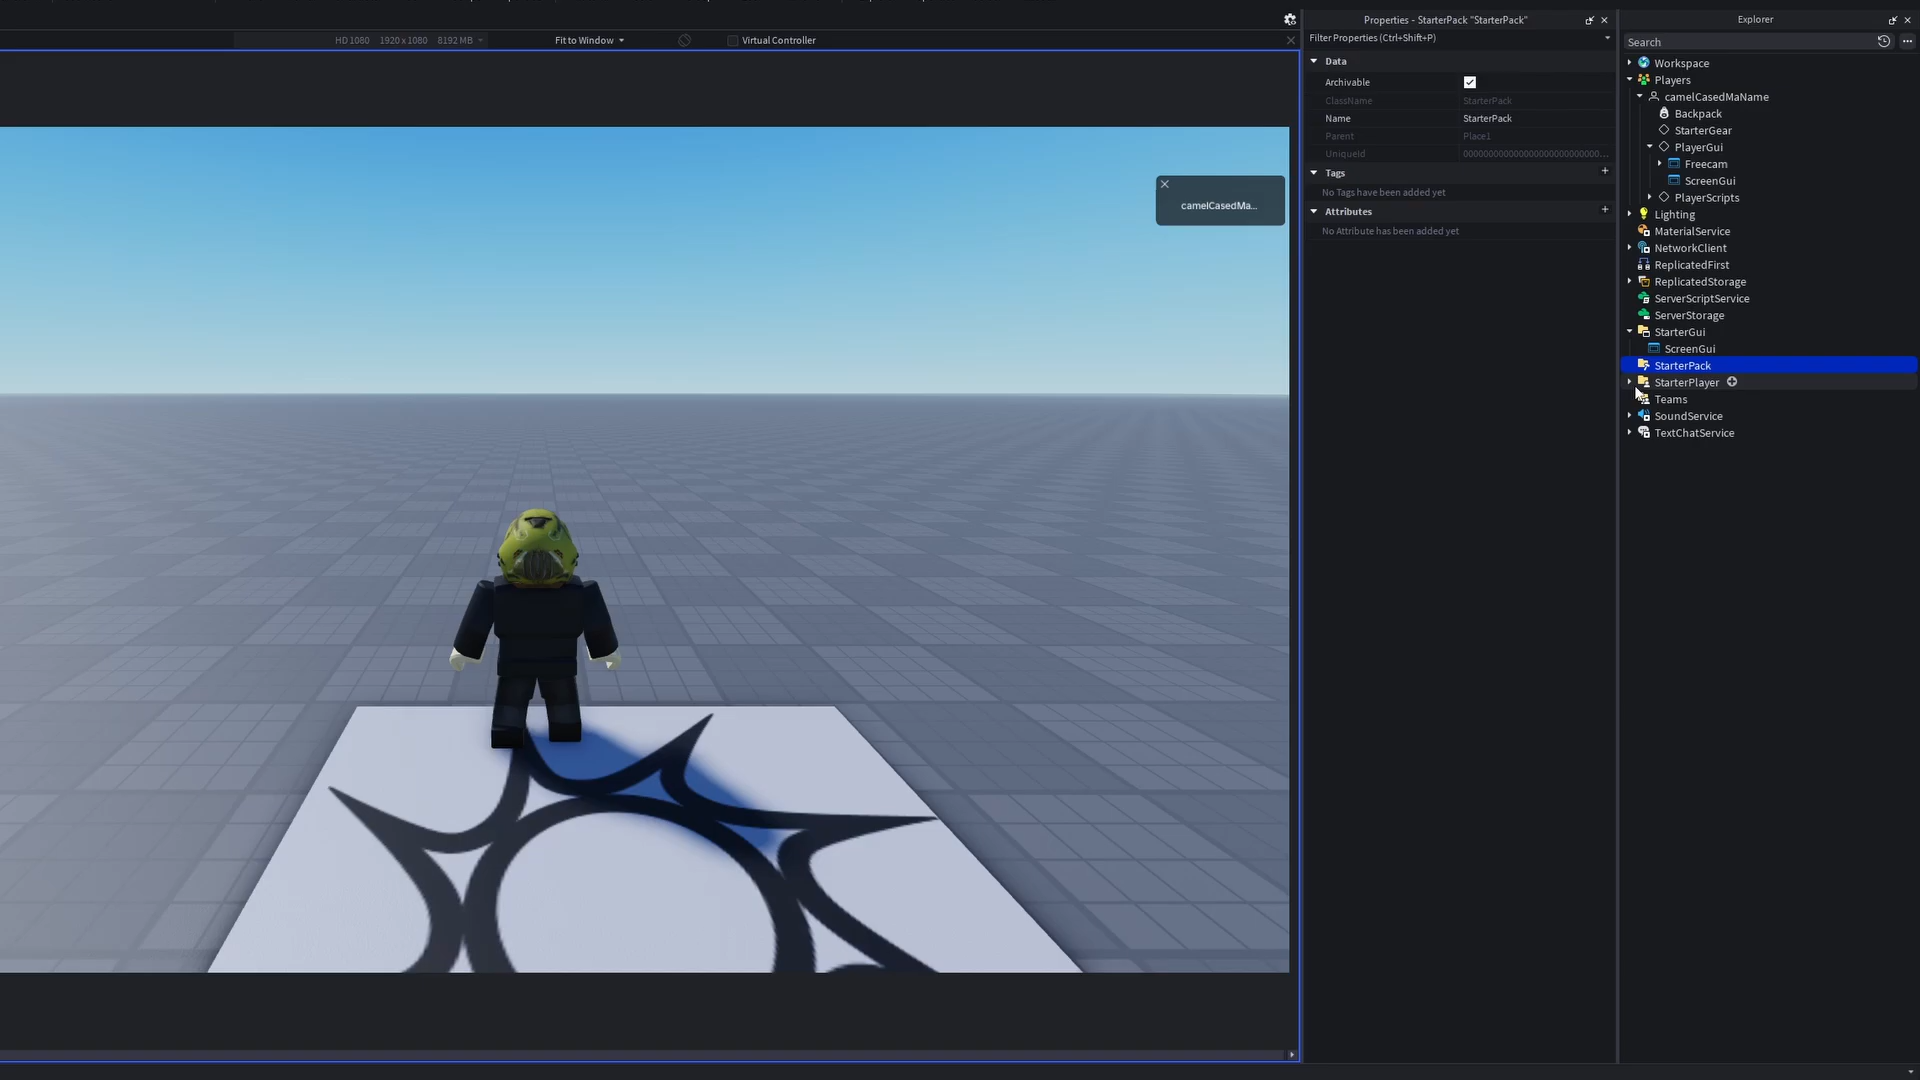 Properties - StarterPack "StarterPack"
Explorer
HD 1080 1920 x 1080 8192 MB
Fit to Window
Virtual Controller
Filter Properties (Ctrl+Shift+P)
Data
Archivable
ClassName StarterPack
Name StarterPack
Parent Place1
UniqueId 00000000000000000000000000...
Tags
No Tags have been added yet
Attributes
No Attribute has been added yet
camelCasedMa...
Search
Workspace
Players
camelCasedMaName
Backpack
StarterGear
PlayerGui
Freecam
ScreenGui
PlayerScripts
Lighting
MaterialService
NetworkClient
ReplicatedFirst
ReplicatedStorage
ServerScriptService
ServerStorage
StarterGui
ScreenGui
StarterPack
StarterPlayer
Teams
SoundService
TextChatService